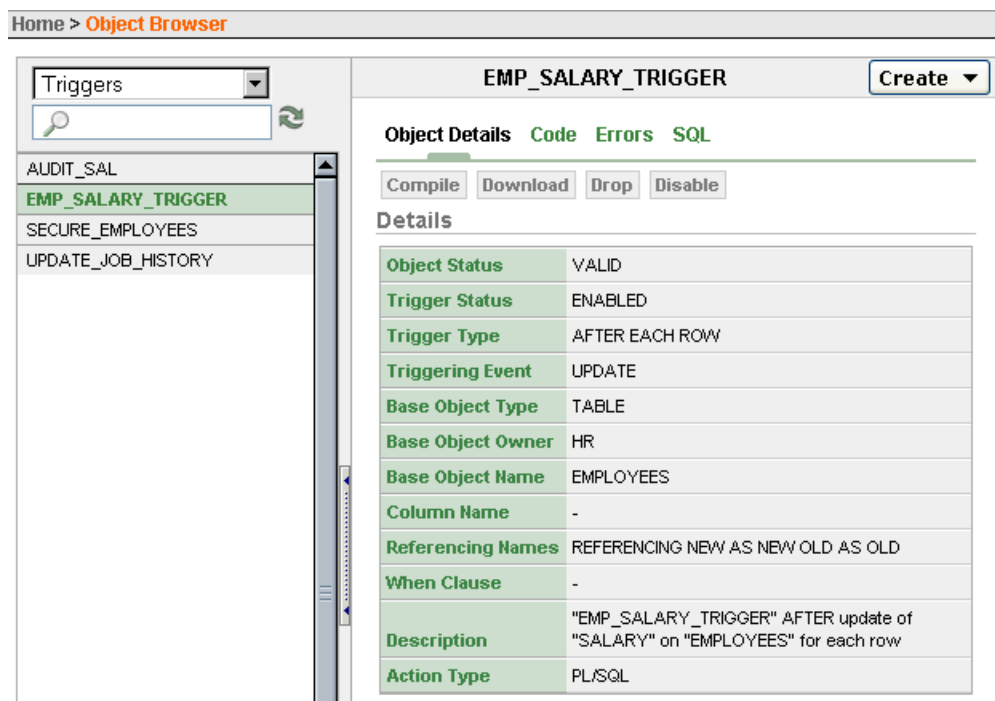 Home > Object Browser
Triggers
AUDIT_SAL
EMP_SALARY_TRIGGER
SECURE_EMPLOYEES
UPDATE_JOB_HISTORY
EMP_SALARY_TRIGGER
Create
Object Details Code Errors SQL
Compile Download Drop Disable
Details
Object Status VALID
Trigger Status ENABLED
Trigger Type AFTER EACH ROW
Triggering Event UPDATE
Base Object Type TABLE
Base Object Owner HR
Base Object Name EMPLOYEES
Column Name -
Referencing Names REFERENCING NEW AS NEW OLD AS OLD
When Clause -
Description "EMP_SALARY_TRIGGER" AFTER update of
"SALARY" on "EMPLOYEES" for each row
Action Type PL/SQL